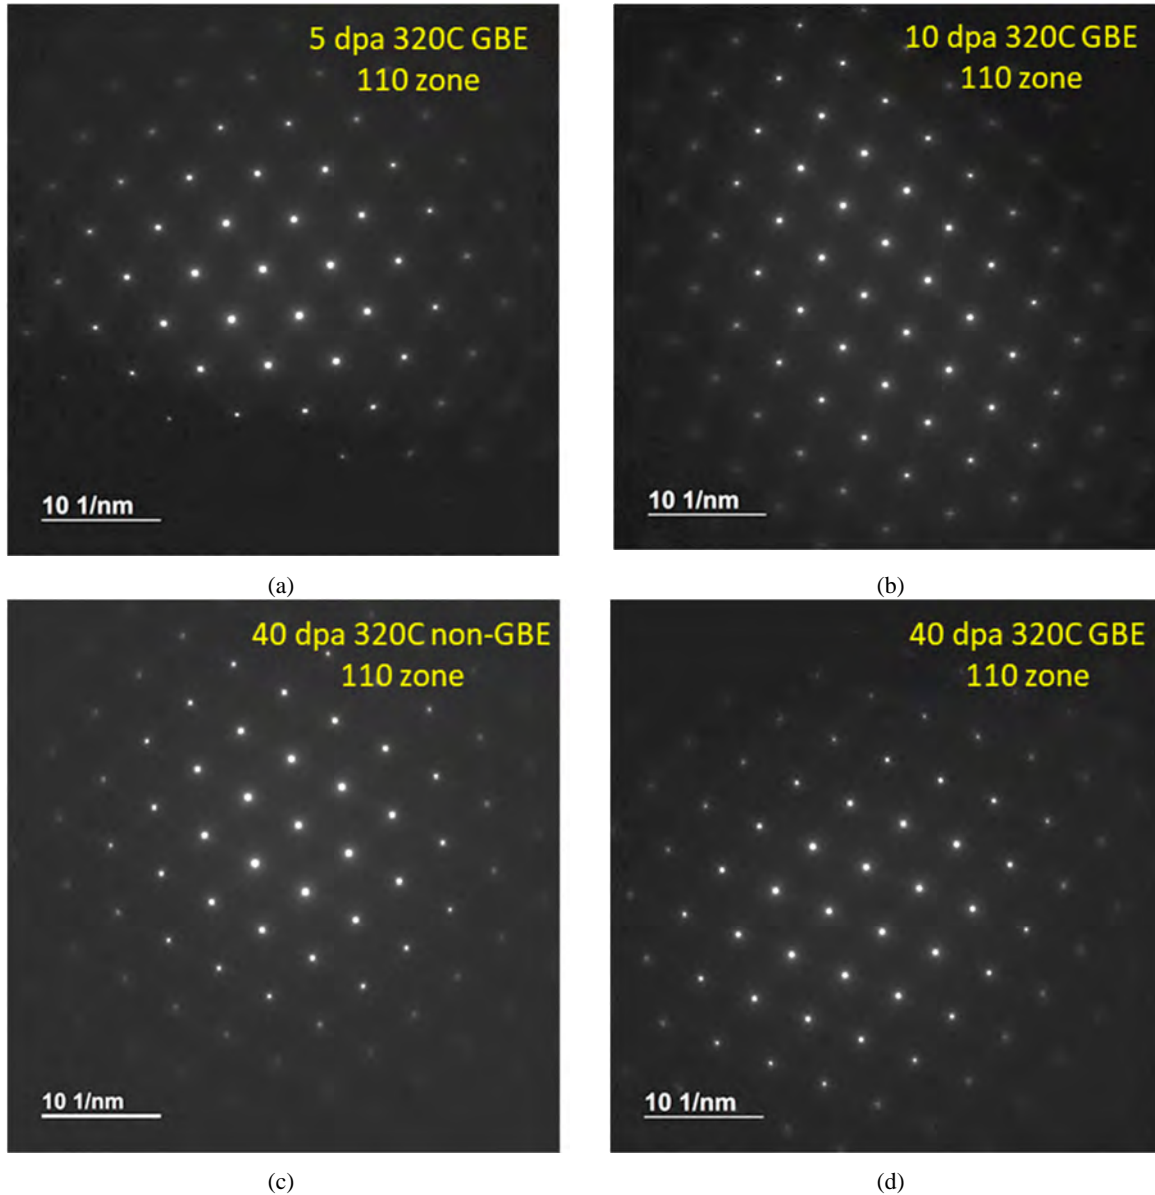 5 dpa 320C GBE
110 zone
10 1/nm
(a)
10 dpa 320C GBE
110 zone
10 1/nm
(b)
40 dpa 320C non-GBE
110 zone
10 1/nm
(c)
40 dpa 320C GBE
110 zone
10 1/nm
(d)